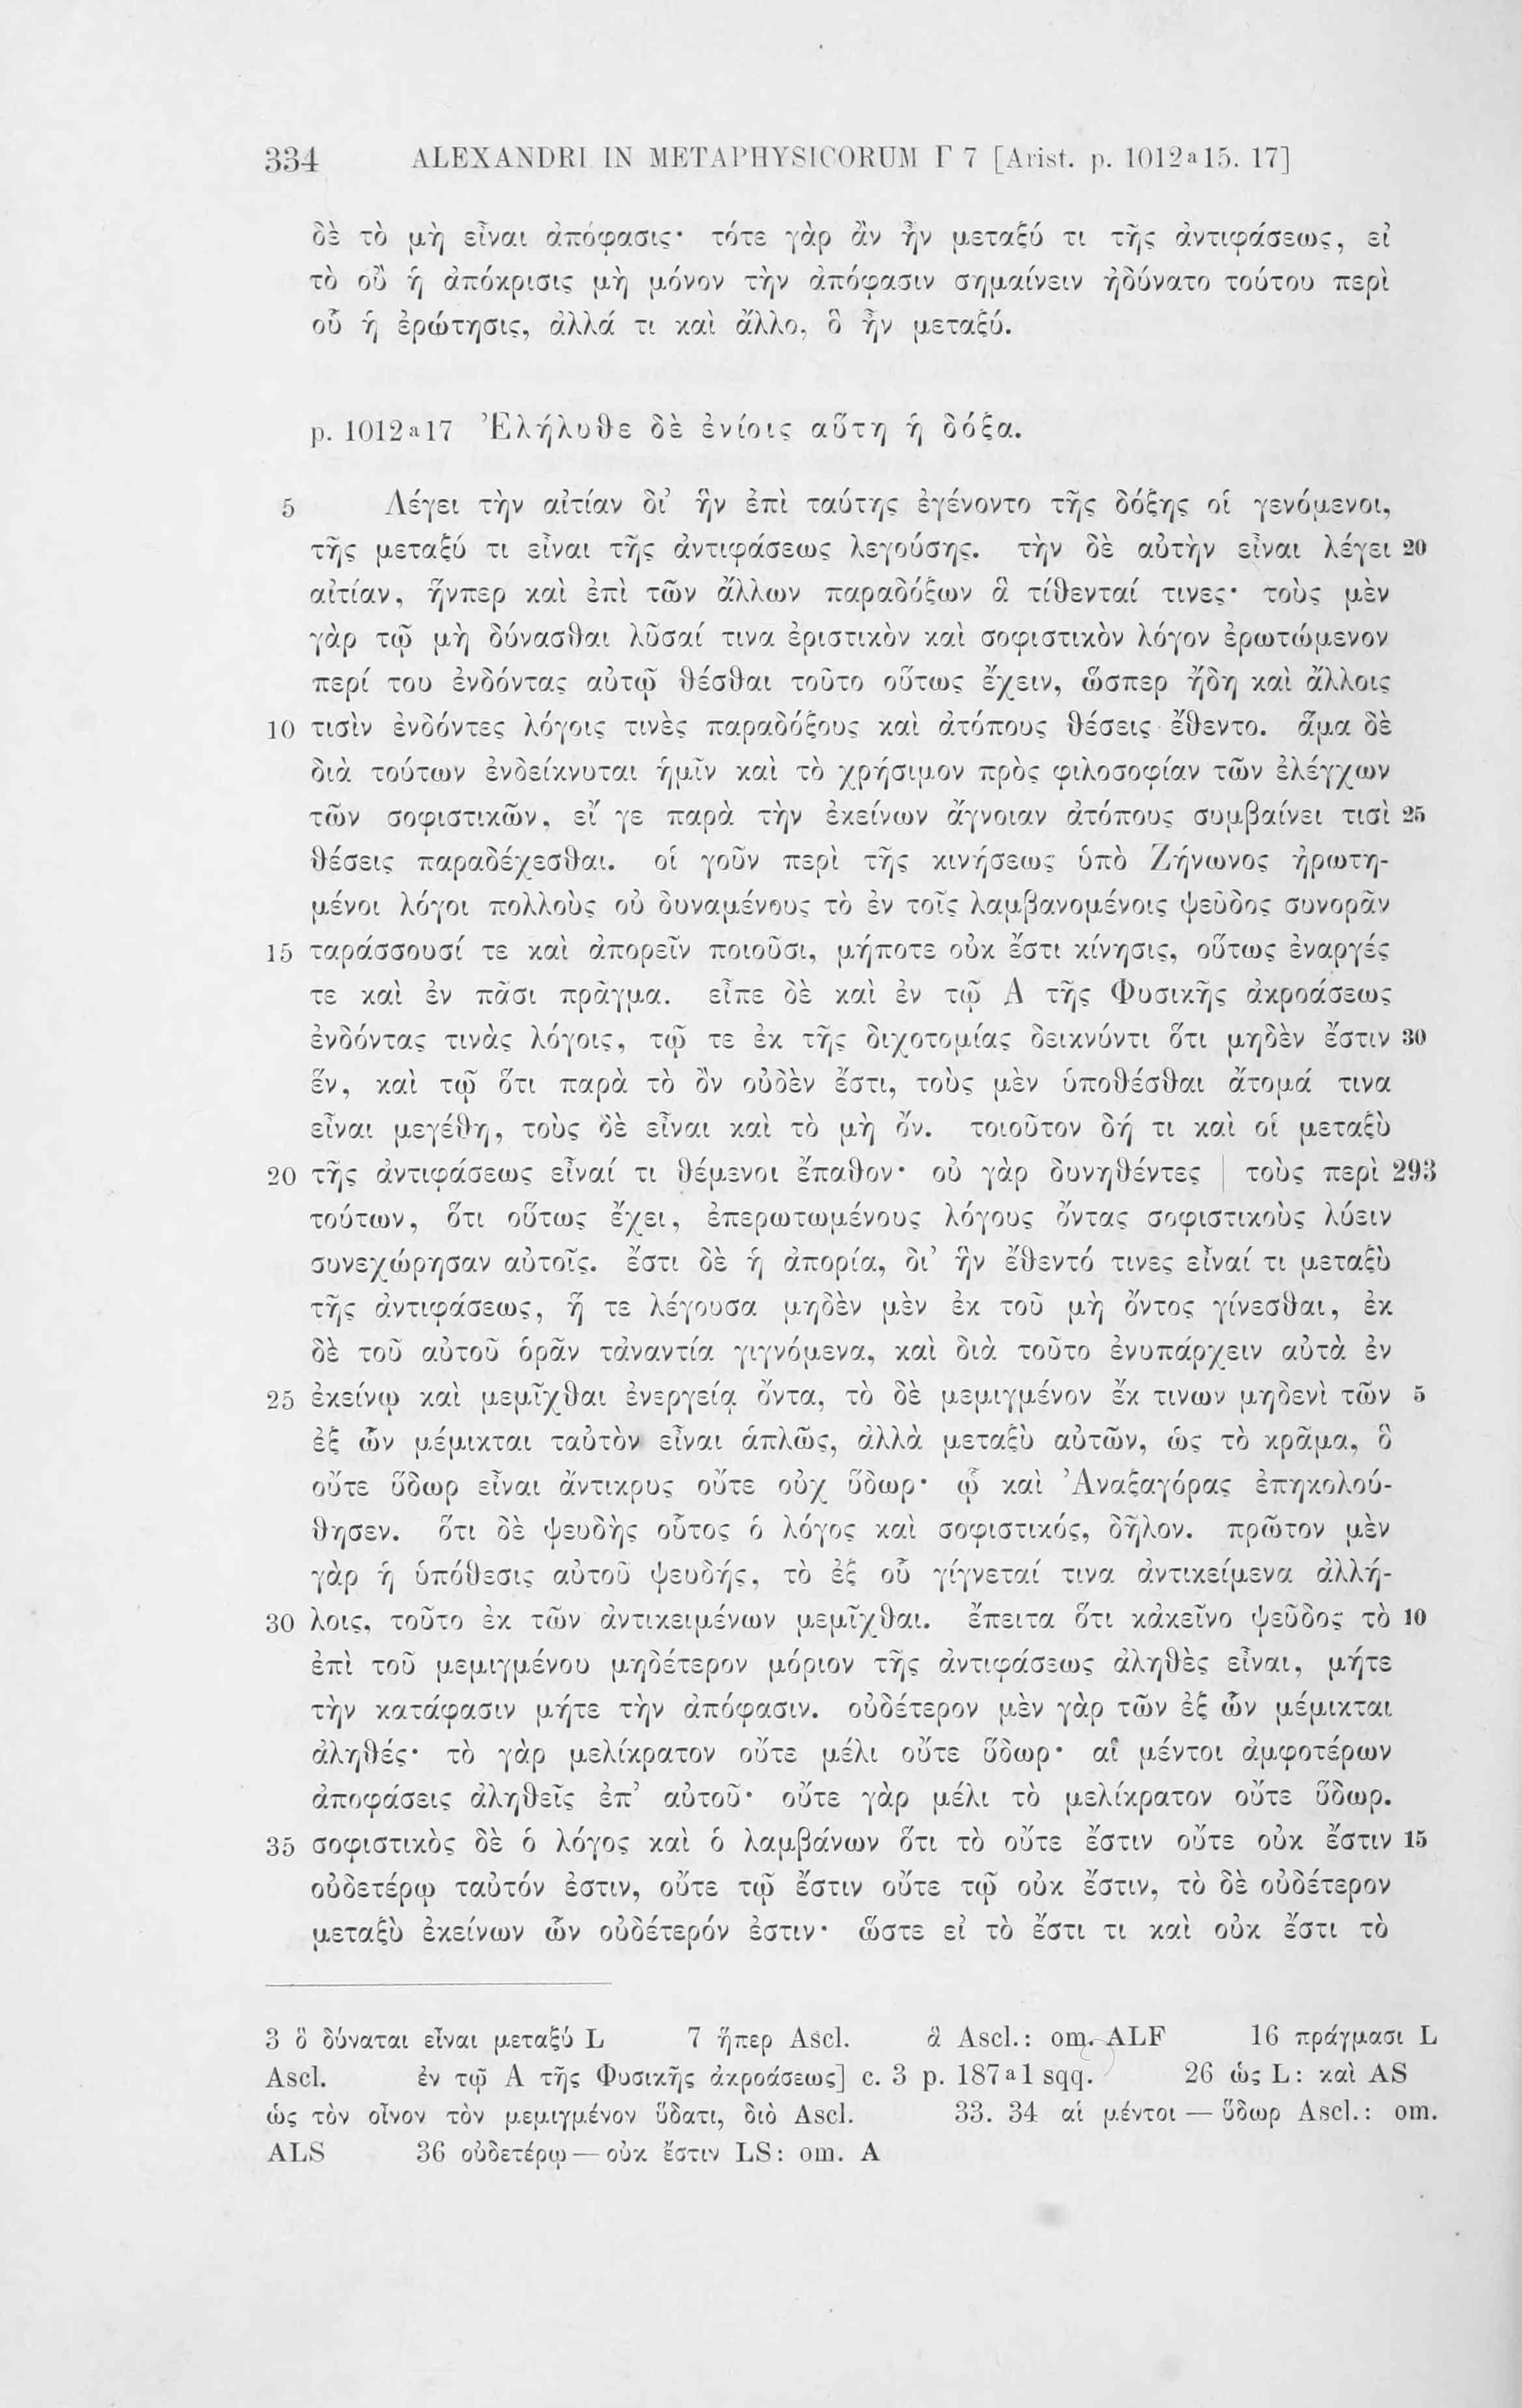 334 ALEXANDRI IN METAPHYSICORUM Γ 7 [Arist. p. 1012ª15. 17]
δὲ τὸ μὴ εἶναι ἀπόφασις· τότε γὰρ ἂν ἦν μεταξύ τι τῆς ἀντιφάσεως, εἰ
τὸ οὒ ἡ ἀπόκρισις μὴ μόνον τὴν ἀπόφασιν σημαίνειν ἠδύνατο τούτου περὶ
οὗ ἡ ἐρώτησις, ἀλλά τι καὶ ἄλλο, ὃ ἦν μεταξύ.
p. 1012ª17 Ἐλήλυθε δὲ ἐνίοις αὕτη ἡ δόξα.
5 Λέγει τὴν αἰτίαν δι’ ἣν ἐπὶ ταύτης ἐγένοντο τῆς δόξης οἱ γενόμενοι,
τῆς μεταξύ τι εἶναι τῆς ἀντιφάσεως λεγούσης. τὴν δὲ αὐτὴν εἶναι λέγει 20
αἰτίαν, ἥνπερ καὶ ἐπὶ τῶν ἄλλων παραδόξων ἃ τίθενταί τινες· τοὺς μὲν
γὰρ τῷ μὴ δύνασθαι λῦσαί τινα ἐριστικὸν καὶ σοφιστικὸν λόγον ἐρωτώμενον
περί του ἐνδόντας αὐτῷ θέσθαι τοῦτο οὕτως ἔχειν, ὥσπερ ἤδη καὶ ἄλλοις
10 τισὶν ἐνδόντες λόγοις τινὲς παραδόξους καὶ ἀτόπους θέσεις ἔθεντο. ἅμα δὲ
διὰ τούτων ἐνδείκνυται ἡμῖν καὶ τὸ χρήσιμον πρὸς φιλοσοφίαν τῶν ἐλέγχων
τῶν σοφιστικῶν, εἴ γε παρὰ τὴν ἐκείνων ἄγνοιαν ἀτόπους συμβαίνει τισὶ 25
θέσεις παραδέχεσθαι. οἱ γοῦν περὶ τῆς κινήσεως ὑπὸ Ζήνωνος ἠρωτη-
μένοι λόγοι πολλοὺς οὐ δυναμένους τὸ ἐν τοῖς λαμβανομένοις ψεῦδος συνορᾶν
15 ταράσσουσί τε καὶ ἀπορεῖν ποιοῦσι, μήποτε οὐκ ἔστι κίνησις, οὕτως ἐναργές
τε καὶ ἐν πᾶσι πρᾶγμα. εἶπε δὲ καὶ ἐν τῷ Α τῆς Φυσικῆς ἀκροάσεως
ἐνδόντας τινὰς λόγοις, τῷ τε ἐκ τῆς διχοτομίας δεικνύντι ὅτι μηδὲν ἔστιν 30
ἕν, καὶ τῷ ὅτι παρὰ τὸ ὂν οὐδὲν ἔστι, τοὺς μὲν ὑποθέσθαι ἄτομά τινα
εἶναι μεγέθη, τοὺς δὲ εἶναι καὶ τὸ μὴ ὄν. τοιοῦτον δή τι καὶ οἱ μεταξὺ
20 τῆς ἀντιφάσεως εἶναί τι θέμενοι ἔπαθον· οὐ γὰρ δυνηθέντες | τοὺς περὶ 293
τούτων, ὅτι οὕτως ἔχει, ἐπερωτωμένους λόγους ὄντας σοφιστικοὺς λύειν
συνεχώρησαν αὐτοῖς. ἔστι δὲ ἡ ἀπορία, δι’ ἣν ἔθεντό τινες εἶναί τι μεταξὺ
τῆς ἀντιφάσεως, ἥ τε λέγουσα μηδὲν μὲν ἐκ τοῦ μὴ ὄντος γίνεσθαι, ἐκ
δὲ τοῦ αὐτοῦ ὁρᾶν τἀναντία γιγνόμενα, καὶ διὰ τοῦτο ἐνυπάρχειν αὐτὰ ἐν
25 ἐκείνῳ καὶ μεμῖχθαι ἐνεργείᾳ ὄντα, τὸ δὲ μεμιγμένον ἔκ τινων μηδενὶ τῶν 5
ἐξ ὧν μέμικται ταὐτὸν εἶναι ἁπλῶς, ἀλλὰ μεταξὺ αὐτῶν, ὡς τὸ κρᾶμα, ὃ
οὔτε ὕδωρ εἶναι ἄντικρυς οὔτε οὐχ ὕδωρ· ᾧ καὶ Ἀναξαγόρας ἐπηκολού-
θησεν. ὅτι δὲ ψευδὴς οὗτος ὁ λόγος καὶ σοφιστικός, δῆλον. πρῶτον μὲν
γὰρ ἡ ὑπόθεσις αὐτοῦ ψευδής, τὸ ἐξ οὗ γίγνεταί τινα ἀντικείμενα ἀλλή-
30 λοις, τοῦτο ἐκ τῶν ἀντικειμένων μεμῖχθαι. ἔπειτα ὅτι κἀκεῖνο ψεῦδος τὸ 10
ἐπὶ τοῦ μεμιγμένου μηδέτερον μόριον τῆς ἀντιφάσεως ἀληθὲς εἶναι, μήτε
τὴν κατάφασιν μήτε τὴν ἀπόφασιν. οὐδέτερον μὲν γὰρ τῶν ἐξ ὧν μέμικται
ἀληθές· τὸ γὰρ μελίκρατον οὔτε μέλι οὔτε ὕδωρ· αἱ μέντοι ἀμφοτέρων
ἀποφάσεις ἀληθεῖς ἐπ’ αὐτοῦ· οὔτε γὰρ μέλι τὸ μελίκρατον οὔτε ὕδωρ.
35 σοφιστικὸς δὲ ὁ λόγος καὶ ὁ λαμβάνων ὅτι τὸ οὔτε ἔστιν οὔτε οὐκ ἔστιν 15
οὐδετέρῳ ταὐτόν ἐστιν, οὔτε τῷ ἔστιν οὔτε τῷ οὐκ ἔστιν, τὸ δὲ οὐδέτερον
μεταξὺ ἐκείνων ὧν οὐδέτερόν ἐστιν· ὥστε εἰ τὸ ἔστι τι καὶ οὐκ ἔστι τὸ
3 ὃ δύναται εἶναι μεταξύ L 7 ᾗπερ Ascl. ἃ Ascl.: om. ALF 16 πράγμασι L
Ascl. ἐν τῷ Α τῆς Φυσικῆς ἀκροάσεως] c. 3 p. 187ª1 sqq. 26 ὡς L: καὶ AS
ὡς τὸν οἶνον τὸν μεμιγμένον ὕδατι, διὸ Ascl. 33. 34 αἱ μέντοι — ὕδωρ Ascl.: om.
ALS 36 οὐδετέρῳ — οὐκ ἔστιν LS: om. A